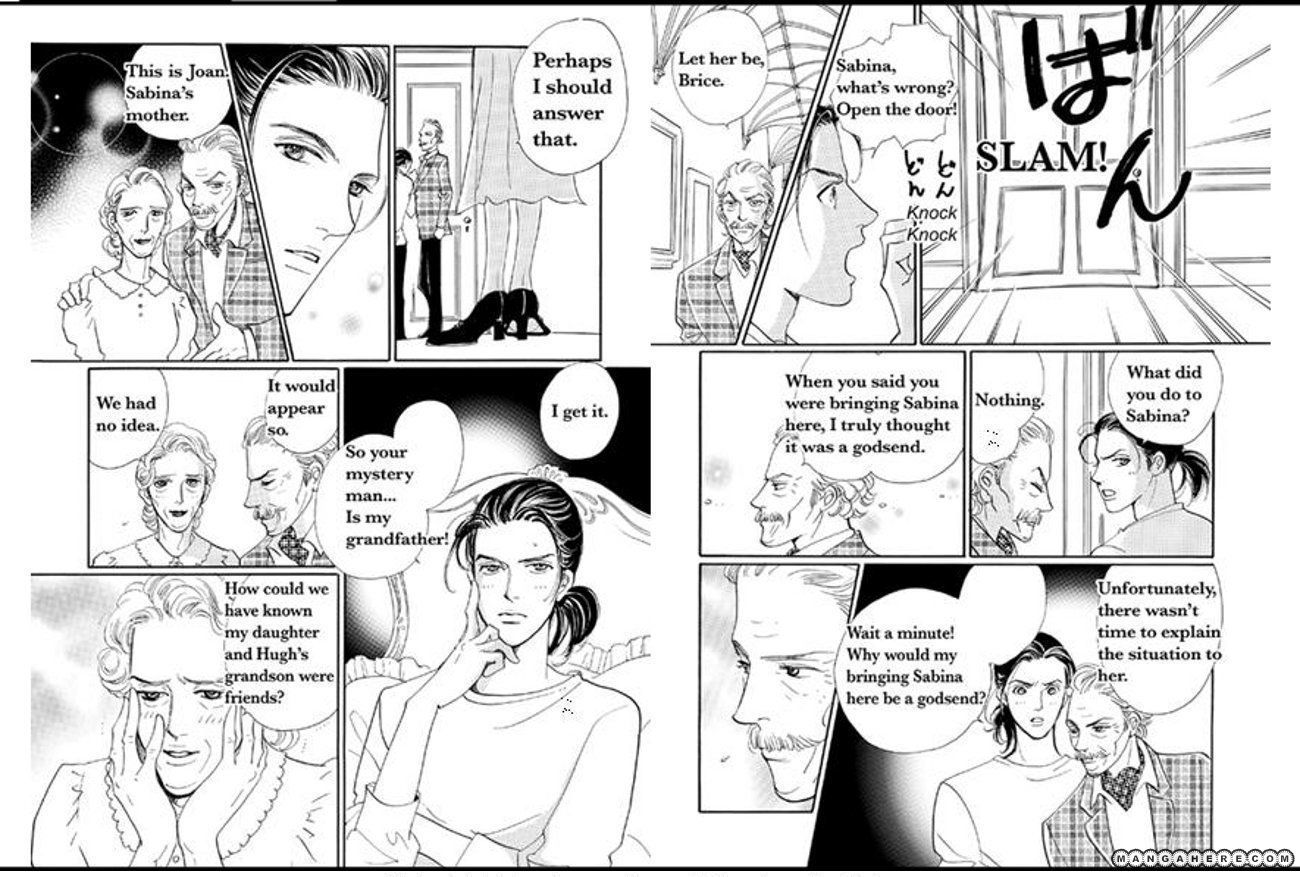 ばん
SLAM!
Sabina,
what's wrong?
Open the door!
どん
どん
Knock
Knock
Let her be,
Brice.
What did
you do to
Sabina?
Nothing.
When you said you
were bringing Sabina
here, I truly thought
it was a godsend.
Unfortunately,
there wasn't
time to explain
the situation to
her.
Wait a minute!
Why would my
bringing Sabina
here be a godsend?
Perhaps
I should
answer
that.
This is Joan.
Sabina's
mother.
I get it.
So your
mystery
man...
Is my
grandfather!
It would
appear
so.
We had
no idea.
How could we
have known
my daughter
and Hugh's
grandson were
friends?
MANGAHERE.COM